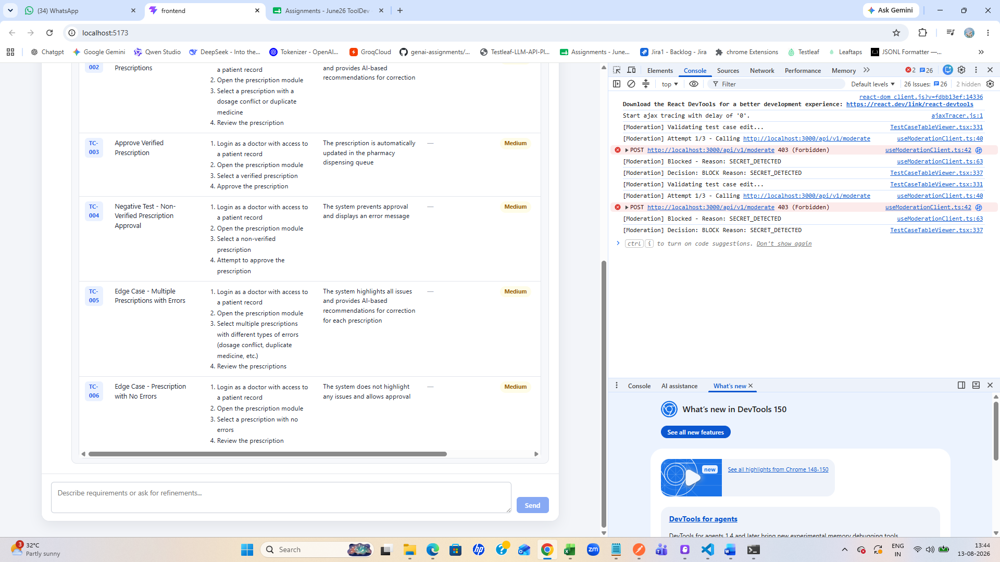 (34) WhatsApp
frontend
Assignments - June26 ToolDev
Ask Gemini
localhost:5173
Chatgpt
Google Gemini
Qwen Studio
DeepSeek - Into the...
Tokenizer - OpenAI...
GroqCloud
genai-assignments/...
Testleaf-LLM-API-Pl...
Assignments - June...
Jira1 - Backlog - Jira
chrome Extensions
Testleaf
Leaftaps
JSONL Formatter —...
002
Prescriptions
a patient record
2. Open the prescription module
3. Select a prescription with a
dosage conflict or duplicate
medicine
4. Review the prescription
and provides AI-based
recommendations for correction
TC-
003
Approve Verified
Prescription
1. Login as a doctor with access to
a patient record
2. Open the prescription module
3. Select a verified prescription
4. Approve the prescription
The prescription is automatically
updated in the pharmacy
dispensing queue
—
Medium
TC-
004
Negative Test - Non-
Verified Prescription
Approval
1. Login as a doctor with access to
a patient record
2. Open the prescription module
3. Select a non-verified
prescription
4. Attempt to approve the
prescription
The system prevents approval
and displays an error message
—
Medium
TC-
005
Edge Case - Multiple
Prescriptions with Errors
1. Login as a doctor with access to
a patient record
2. Open the prescription module
3. Select multiple prescriptions
with different types of errors
(dosage conflict, duplicate
medicine, etc.)
4. Review the prescriptions
The system highlights all issues
and provides AI-based
recommendations for correction
for each prescription
—
Medium
TC-
006
Edge Case - Prescription
with No Errors
1. Login as a doctor with access to
a patient record
2. Open the prescription module
3. Select a prescription with no
errors
4. Review the prescription
The system does not highlight
any issues and allows approval
—
Medium
Describe requirements or ask for refinements...
Send
Elements
Console
Sources
Network
Performance
Memory
2
26
top
Filter
Default levels
26 Issues:
26
2 hidden
react-dom_client.js?v=fdbb13ef:14336
Download the React DevTools for a better development experience: https://react.dev/link/react-devtools
Start ajax tracing with delay of '0'. ajaxTracer.js:1
[Moderation] Validating test case edit... TestCaseTableViewer.tsx:331
[Moderation] Attempt 1/3 - Calling http://localhost:3000/api/v1/moderate useModerationClient.ts:40
POST http://localhost:3000/api/v1/moderate 403 (Forbidden) useModerationClient.ts:42
[Moderation] Blocked - Reason: SECRET_DETECTED useModerationClient.ts:63
[Moderation] Decision: BLOCK Reason: SECRET_DETECTED TestCaseTableViewer.tsx:337
[Moderation] Validating test case edit... TestCaseTableViewer.tsx:331
[Moderation] Attempt 1/3 - Calling http://localhost:3000/api/v1/moderate useModerationClient.ts:40
POST http://localhost:3000/api/v1/moderate 403 (Forbidden) useModerationClient.ts:42
[Moderation] Blocked - Reason: SECRET_DETECTED useModerationClient.ts:63
[Moderation] Decision: BLOCK Reason: SECRET_DETECTED TestCaseTableViewer.tsx:337
ctrl i to turn on code suggestions. Don't show again
Console
AI assistance
What's new
What's new in DevTools 150
See all new features
new
See all highlights from Chrome 148-150
DevTools for agents
DevTools for agents 1.4 and later bring new experimental memory debugging tools
3
32°C
Partly sunny
Search
zm
ENG
IN
13:44
13-08-2026